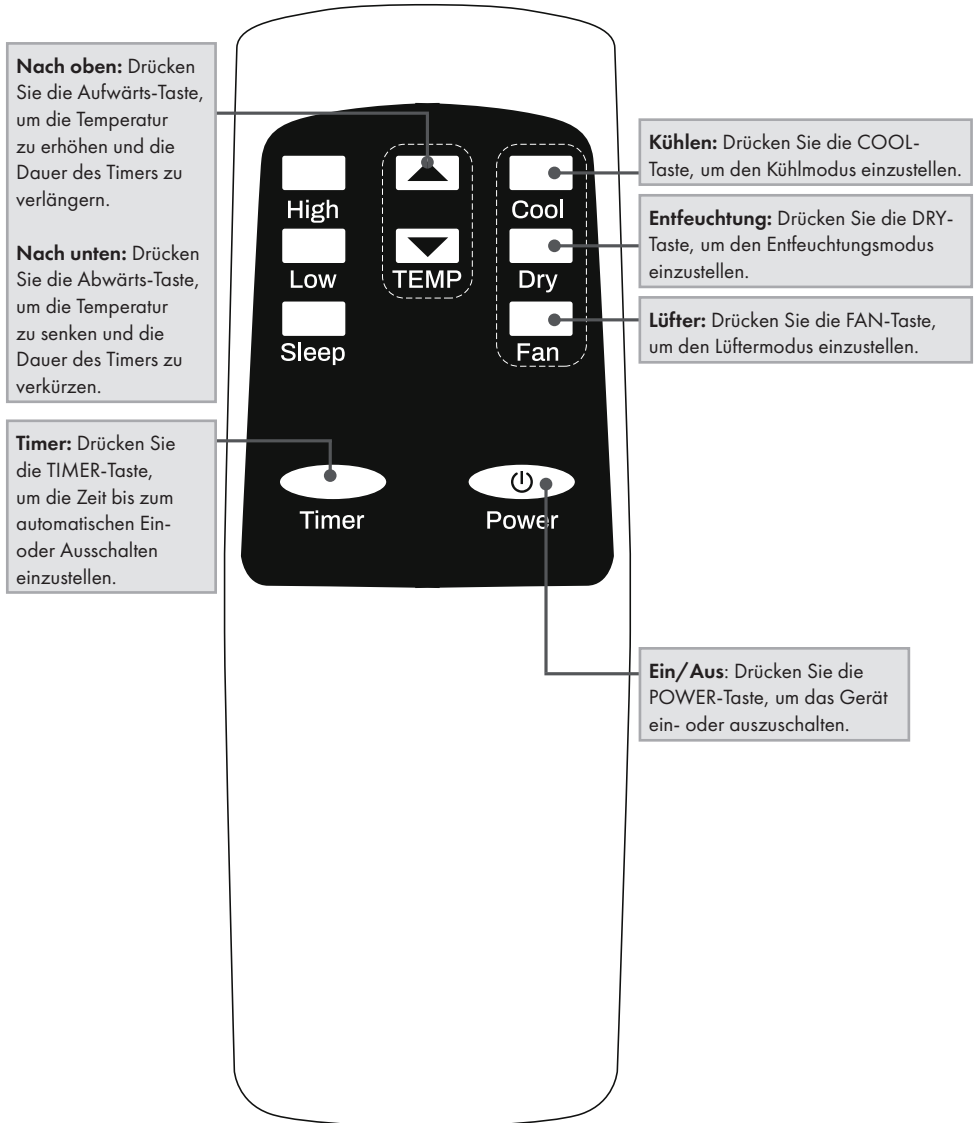 Nach oben: Drücken
Sie die Aufwärts-Taste,
um die Temperatur
zu erhöhen und die
Dauer des Timers zu
verlängern.
Nach unten: Drücken
Sie die Abwärts-Taste,
um die Temperatur
zu senken und die
Dauer des Timers zu
verkürzen.
Timer: Drücken Sie
die TIMER-Taste,
um die Zeit bis zum
automatischen Ein-
oder Ausschalten
einzustellen.
High
Low
TEMP
Sleep
Cool
Dry
Fan
Timer
Power
Kühlen: Drücken Sie die COOL-
Taste, um den Kühlmodus einzustellen.
Entfeuchtung: Drücken Sie die DRY-
Taste, um den Entfeuchtungsmodus
einzustellen.
Lüfter: Drücken Sie die FAN-Taste,
um den Lüftermodus einzustellen.
Ein/Aus: Drücken Sie die
POWER-Taste, um das Gerät
ein- oder auszuschalten.